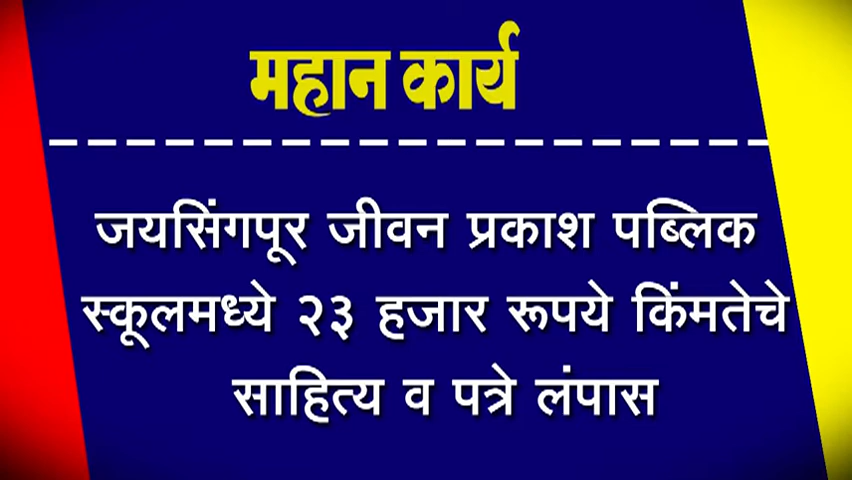 महान कार्य
जयसिंगपूर जीवन प्रकाश पब्लिक
स्कूलमध्ये २३ हजार रूपये किंमतेचे
साहित्य व पत्रे लंपास